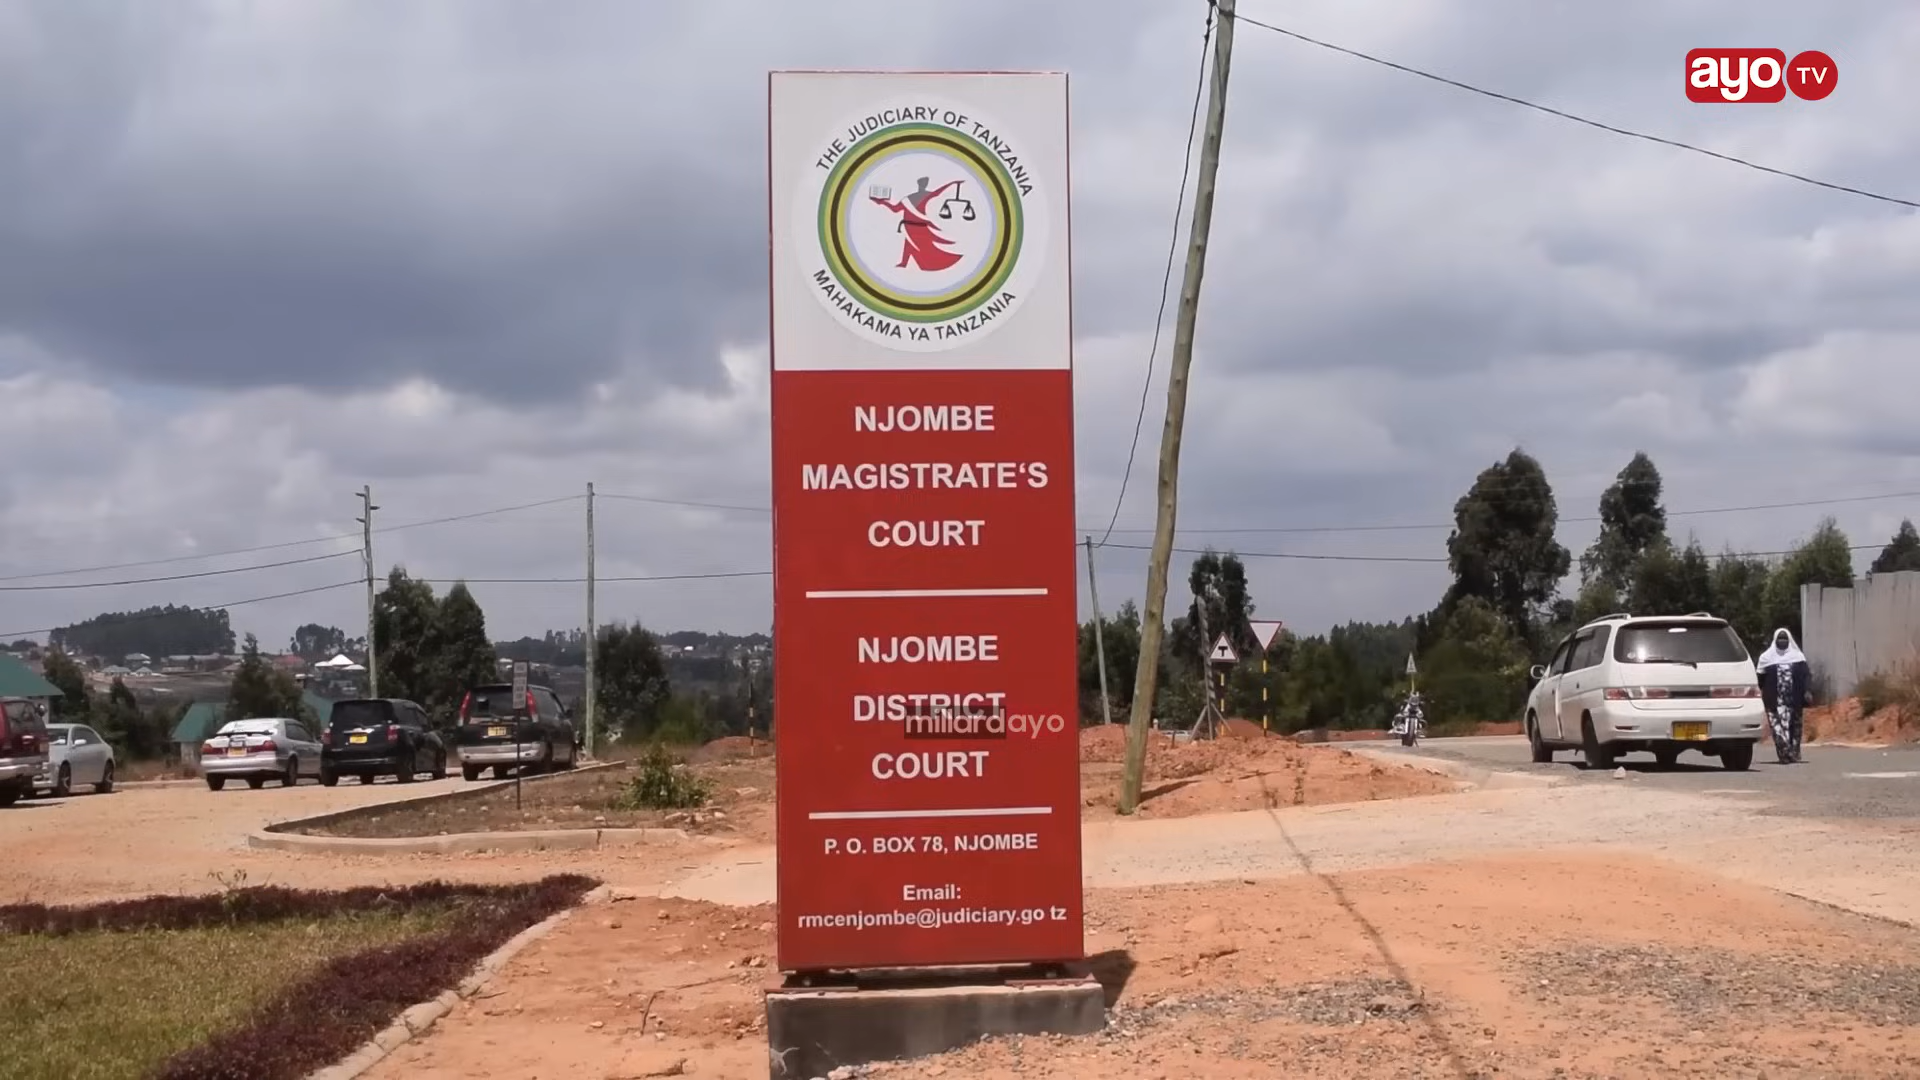 ayo TV
THE JUDICIARY OF TANZANIA
MAHAKAMA YA TANZANIA
NJOMBE
MAGISTRATE‘S
COURT
NJOMBE
DISTRICT
millardayo
COURT
P. O. BOX 78, NJOMBE
Email:
rmcenjombe@judiciary.go tz